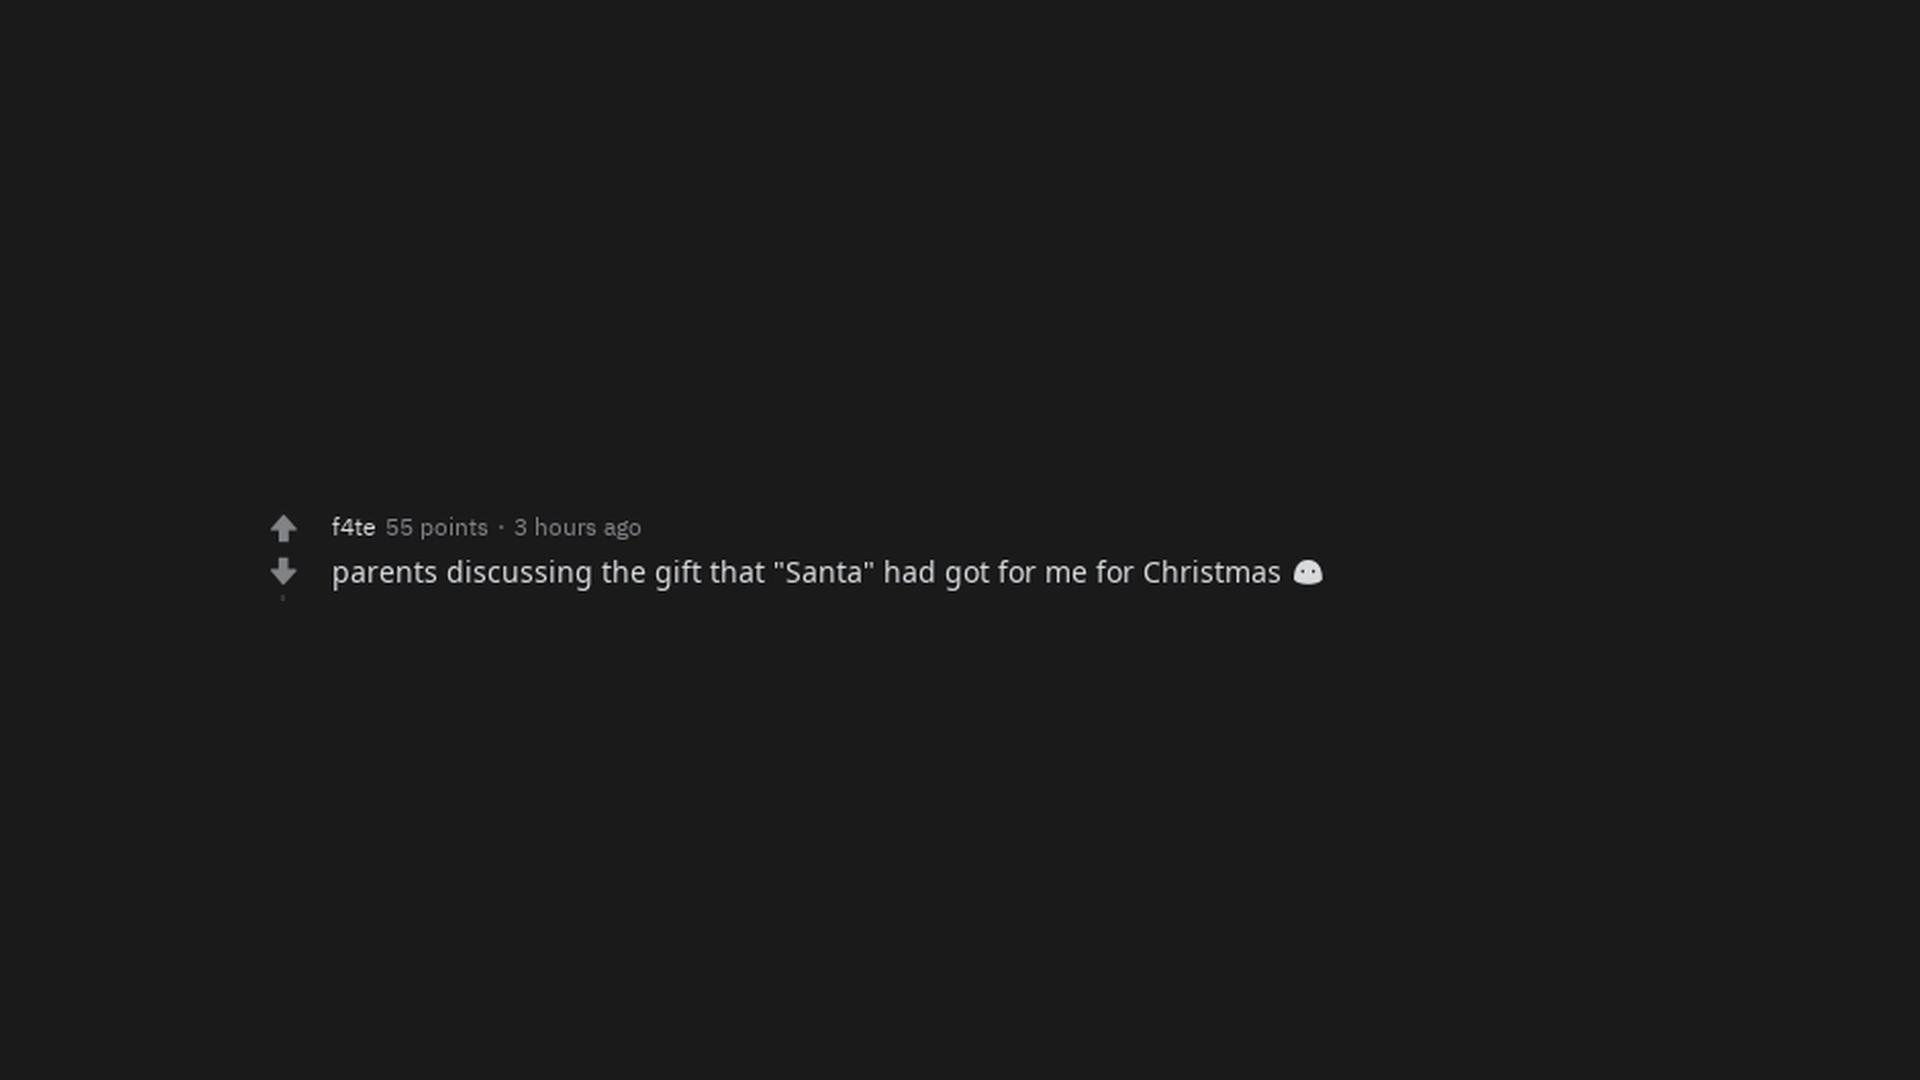 f4te 55 points · 3 hours ago
parents discussing the gift that "Santa" had got for me for Christmas